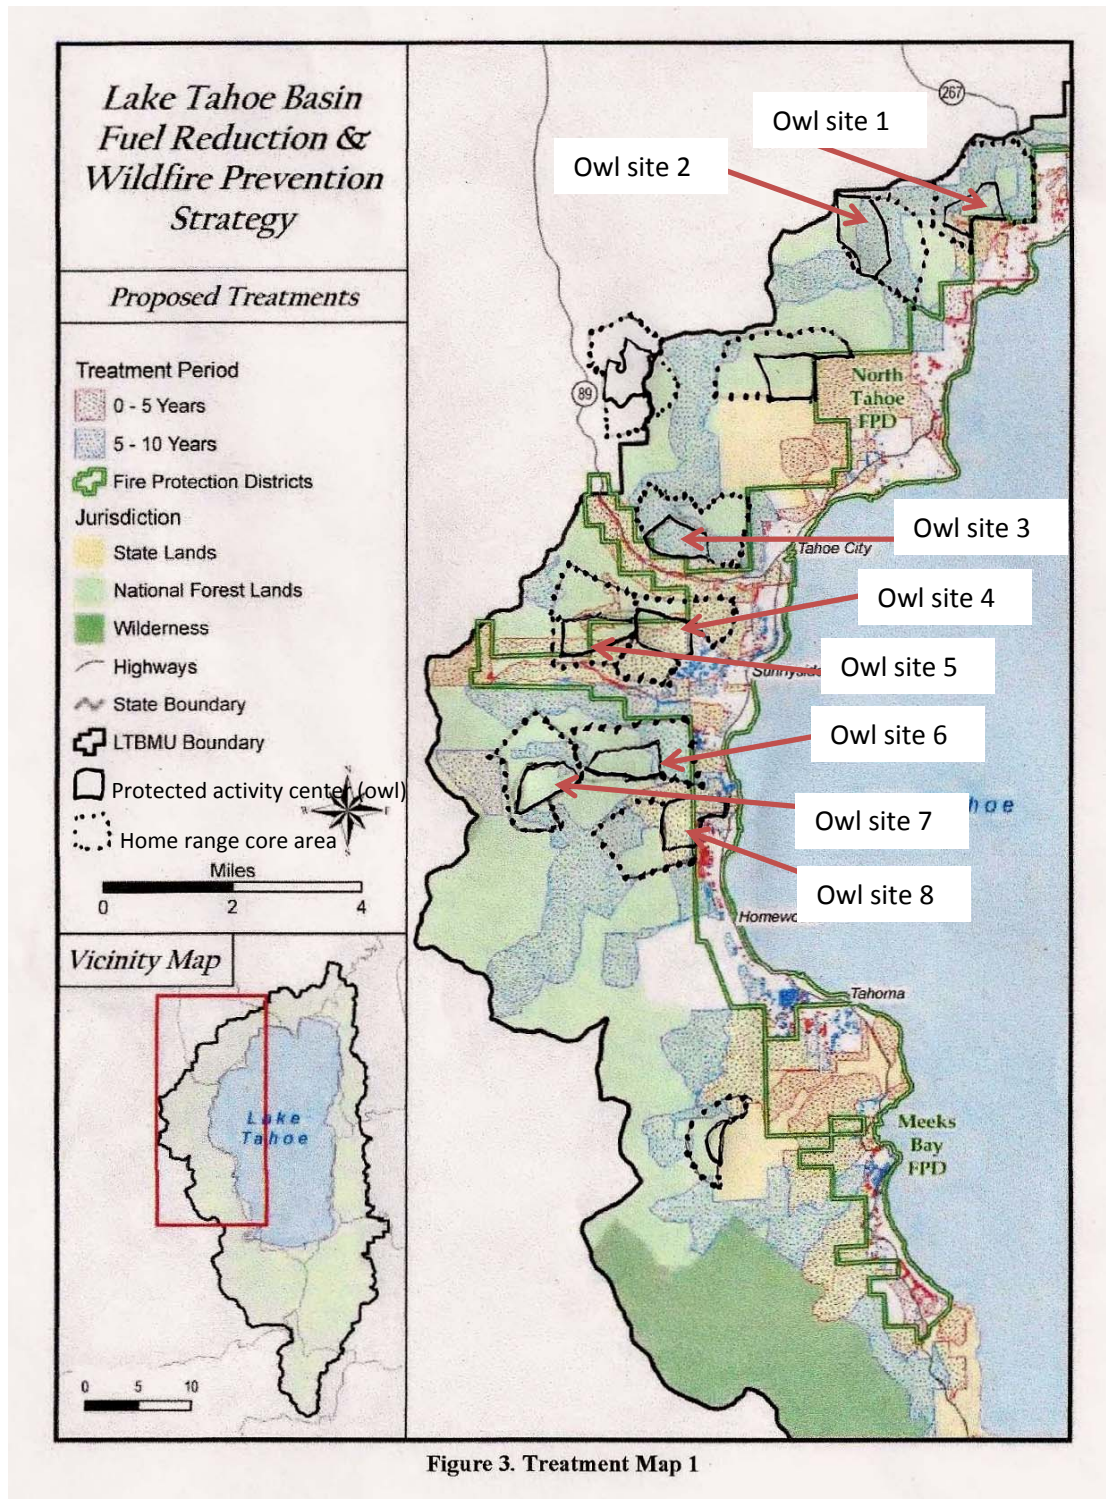 Lake Tahoe Basin
Fuel Reduction &
Wildfire Prevention
Strategy
Proposed Treatments
Treatment Period
0 - 5 Years
5 - 10 Years
Fire Protection Districts
Jurisdiction
State Lands
National Forest Lands
Wilderness
Highways
State Boundary
LTBMU Boundary
Protected activity center (owl)
Home range core area
N
E
S
W
Miles
0 2 4
Vicinity Map
Lake
Tahoe
0 5 10
267
Owl site 1
Owl site 2
89
North
Tahoe
FPD
Owl site 3
Tahoe City
Owl site 4
Owl site 5
Sunnyside
Owl site 6
hoe
Owl site 7
Owl site 8
Homewo
Tahoma
Meeks
Bay
FPD
Figure 3. Treatment Map 1